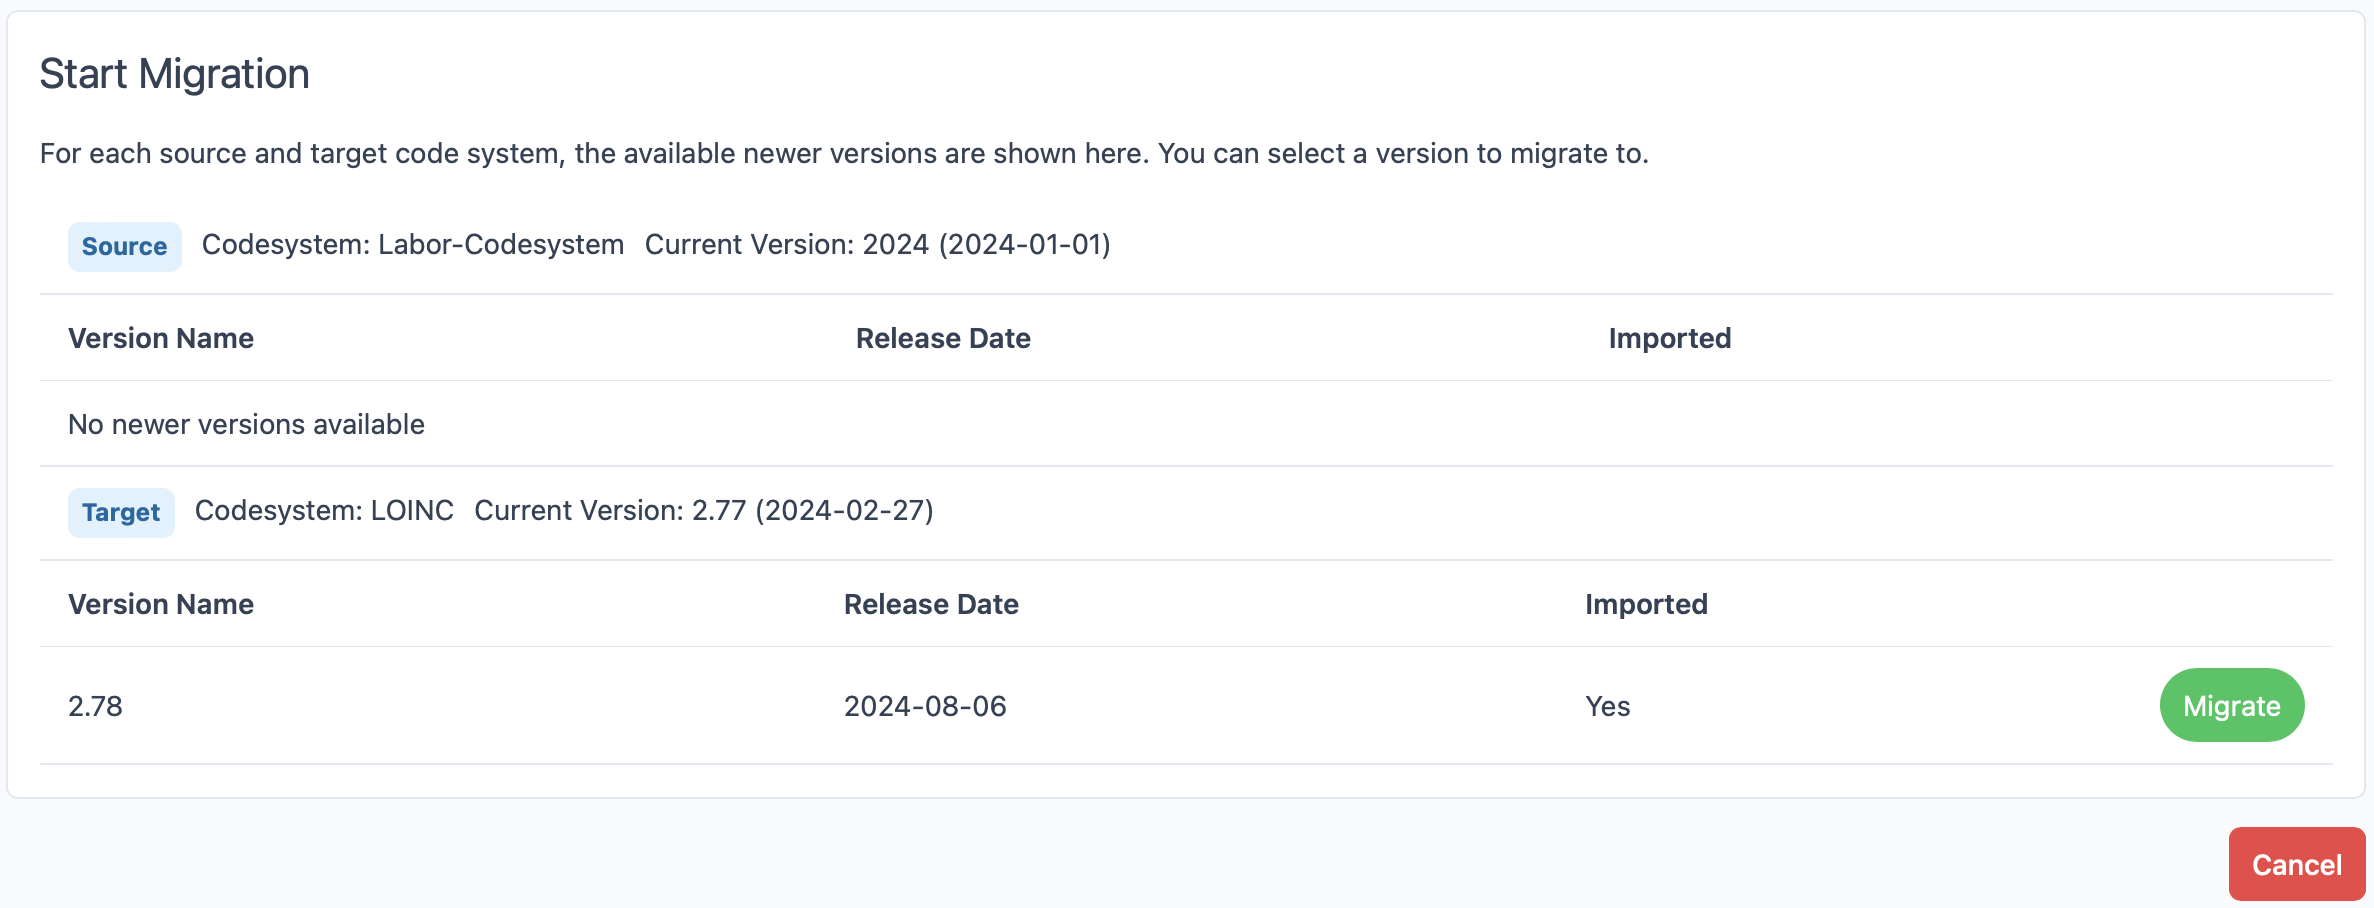 Start Migration
For each source and target code system, the available newer versions are shown here. You can select a version to migrate to.
Source Codesystem: Labor-Codesystem Current Version: 2024 (2024-01-01)
Version Name Release Date Imported
No newer versions available
Target Codesystem: LOINC Current Version: 2.77 (2024-02-27)
Version Name Release Date Imported
2.78 2024-08-06 Yes Migrate
Cancel